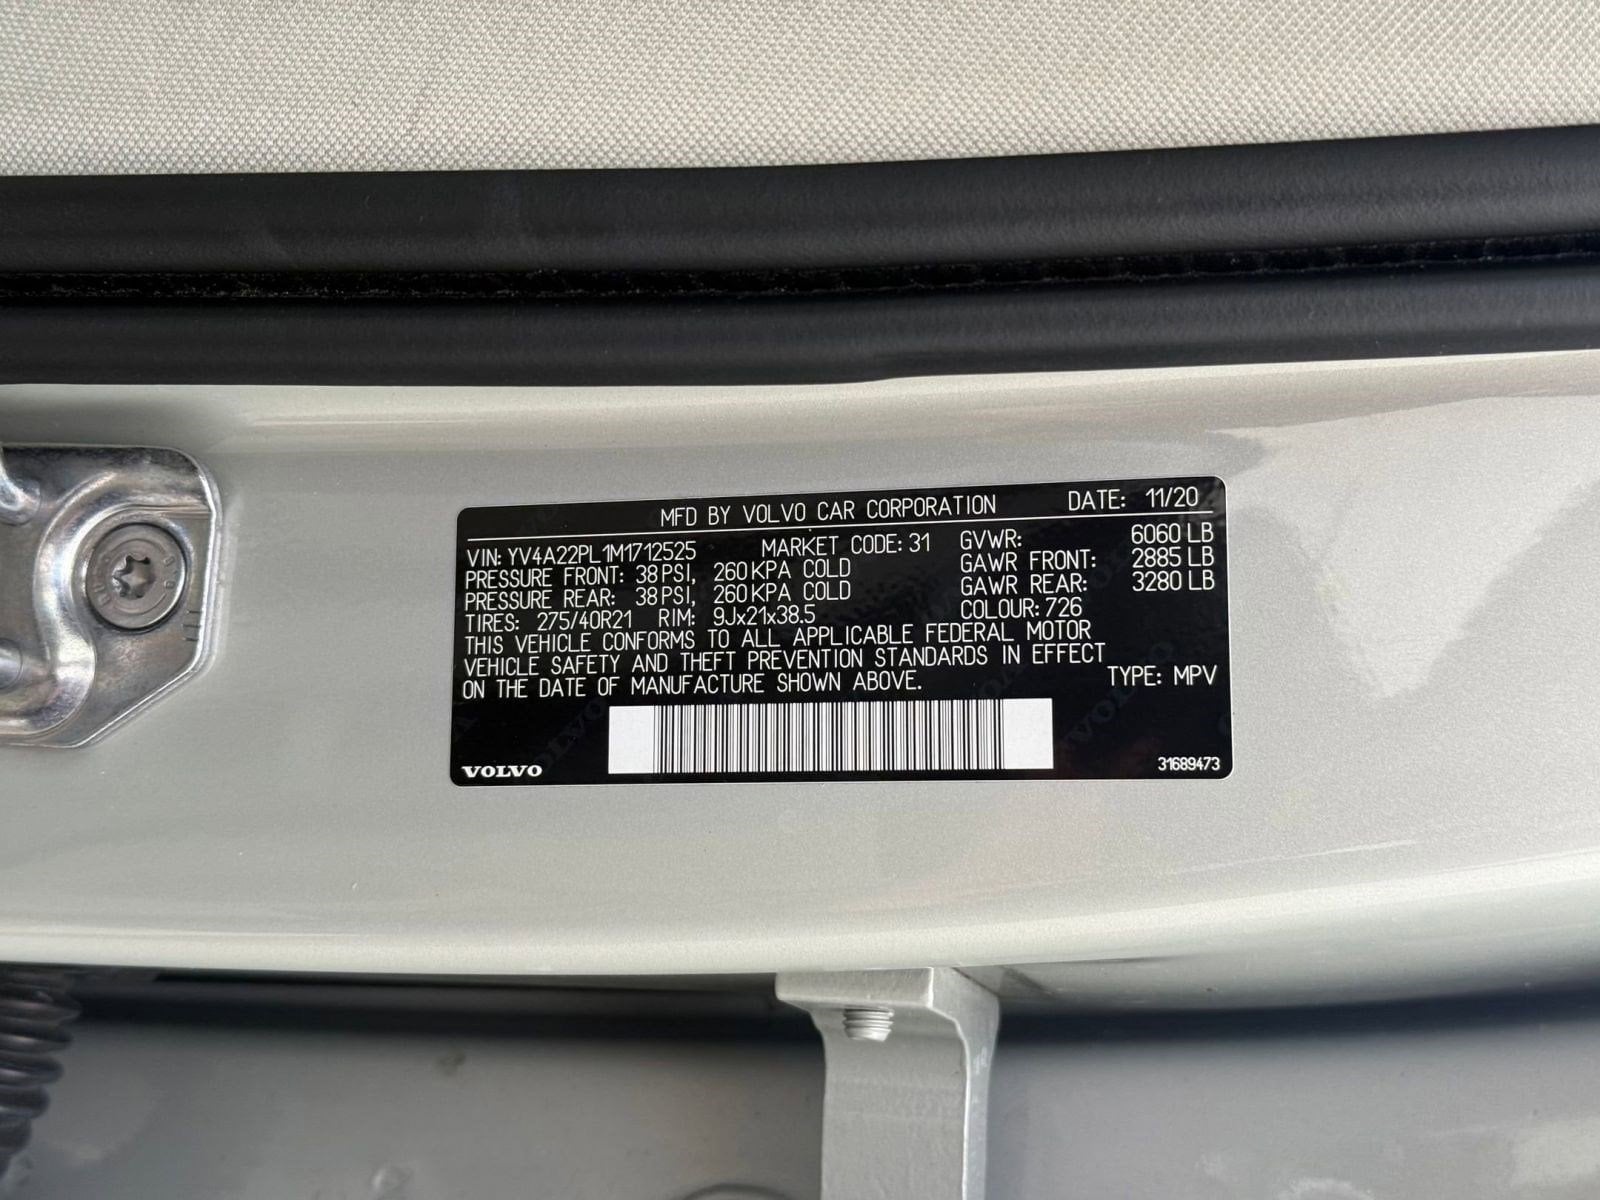 MFD BY VOLVO CAR CORPORATION DATE: 11/20
VIN: YV4A22PL1M1712525 MARKET CODE: 31 GVWR: 6060 LB
PRESSURE FRONT: 38 PSI, 260 KPA COLD GAWR FRONT: 2885 LB
PRESSURE REAR: 38 PSI, 260 KPA COLD GAWR REAR: 3280 LB
TIRES: 275/40R21 RIM: 9Jx21x38.5 COLOUR: 726
THIS VEHICLE CONFORMS TO ALL APPLICABLE FEDERAL MOTOR
VEHICLE SAFETY AND THEFT PREVENTION STANDARDS IN EFFECT
ON THE DATE OF MANUFACTURE SHOWN ABOVE. TYPE: MPV
VOLVO 31689473